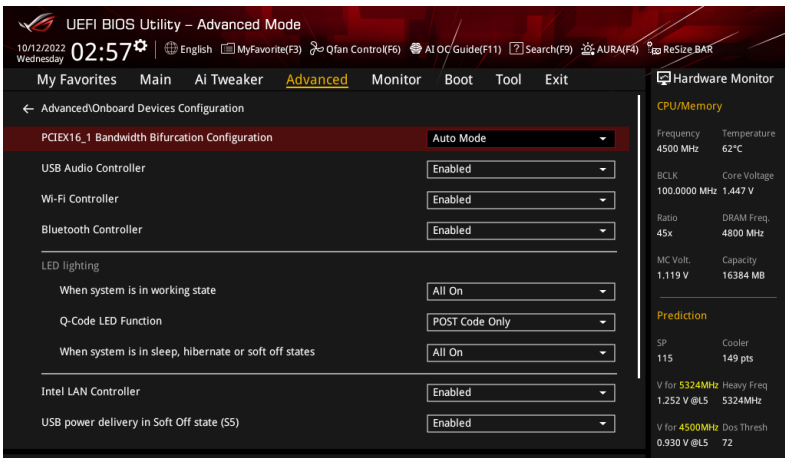 UEFI BIOS Utility – Advanced Mode
10/12/2022 Wednesday 02:57 English MyFavorite(F3) Qfan Control(F6) AI OC Guide(F11) Search(F9) AURA(F4) ReSize BAR
My Favorites Main Ai Tweaker Advanced Monitor Boot Tool Exit
← Advanced\Onboard Devices Configuration
PCIEX16_1 Bandwidth Bifurcation Configuration Auto Mode
USB Audio Controller Enabled
Wi-Fi Controller Enabled
Bluetooth Controller Enabled
LED lighting
When system is in working state All On
Q-Code LED Function POST Code Only
When system is in sleep, hibernate or soft off states All On
Intel LAN Controller Enabled
USB power delivery in Soft Off state (S5) Enabled
Hardware Monitor
CPU/Memory
Frequency Temperature
4500 MHz 62°C
BCLK Core Voltage
100.0000 MHz 1.447 V
Ratio DRAM Freq.
45x 4800 MHz
MC Volt. Capacity
1.119 V 16384 MB
Prediction
SP Cooler
115 149 pts
V for 5324MHz Heavy Freq
1.252 V @L5 5324MHz
V for 4500MHz Dos Thresh
0.930 V @L5 72